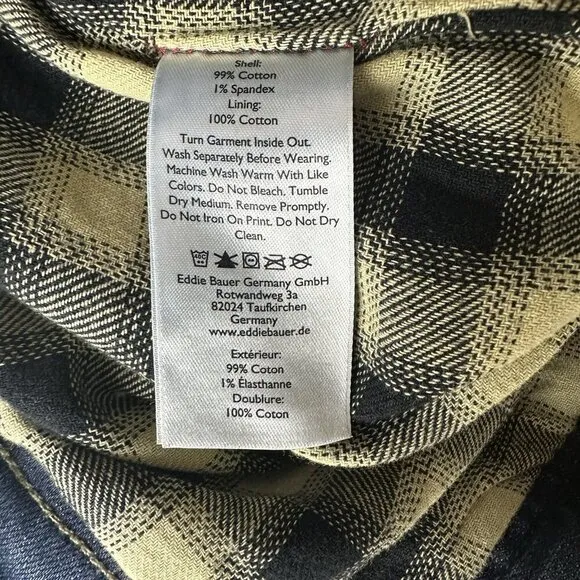 Shell:
99% Cotton
1% Spandex
Lining:
100% Cotton
Turn Garment Inside Out.
Wash Separately Before Wearing.
Machine Wash Warm With Like
Colors. Do Not Bleach. Tumble
Dry Medium. Remove Promptly.
Do Not Iron On Print. Do Not Dry
Clean.
Eddie Bauer Germany GmbH
Rotwandweg 3a
82024 Taufkirchen
Germany
www.eddiebauer.de
Extérieur:
99% Coton
1% Élasthanne
Doublure:
100% Coton